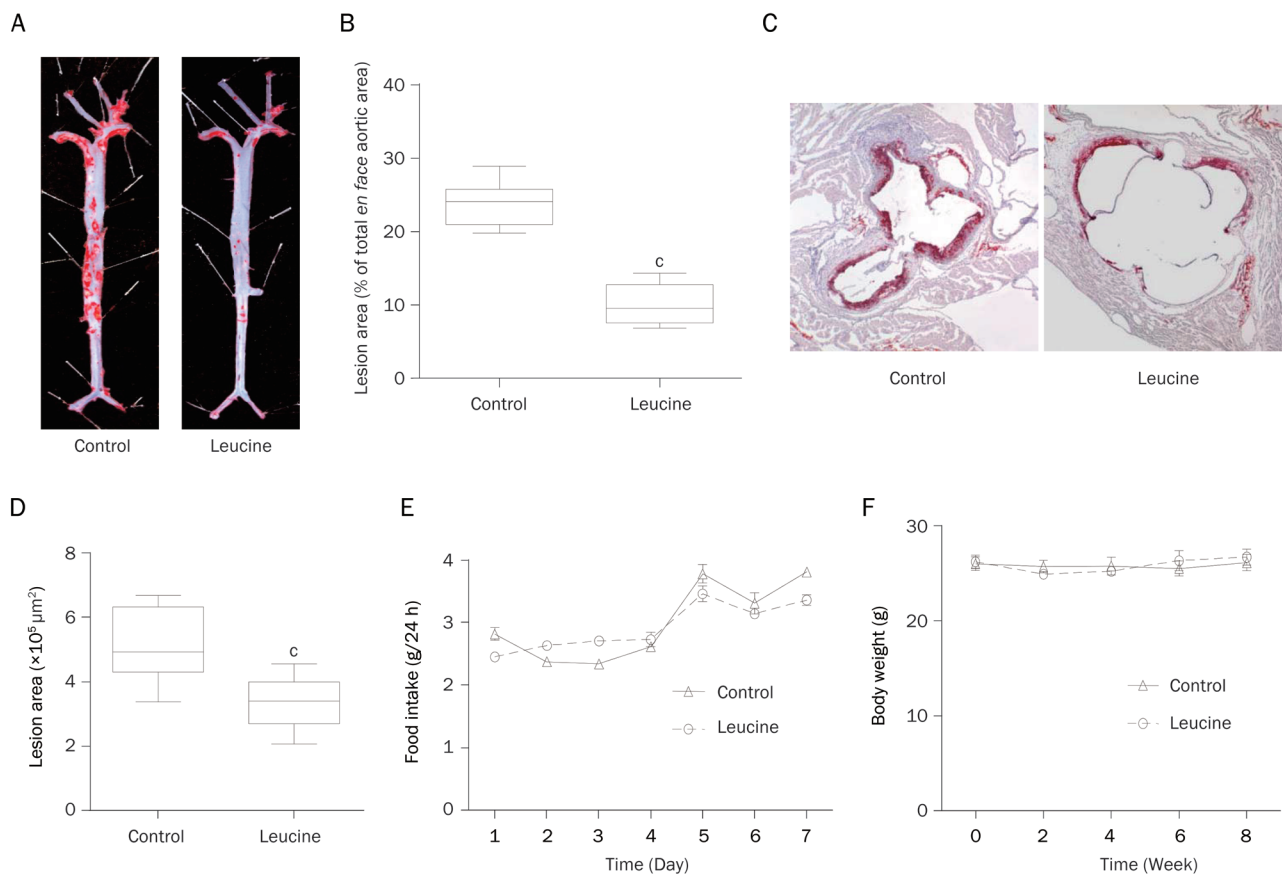 A
Control
Leucine
B
Lesion area (% of total en face aortic area)
40
30
20
10
0
c
Control
Leucine
C
Control
Leucine
D
Lesion area (×10⁵ μm²)
8
6
4
2
0
c
Control
Leucine
E
Food intake (g/24 h)
4
3
2
1
0
Control
Leucine
1 2 3 4 5 6 7
Time (Day)
F
Body weight (g)
30
20
10
0
Control
Leucine
0 2 4 6 8
Time (Week)